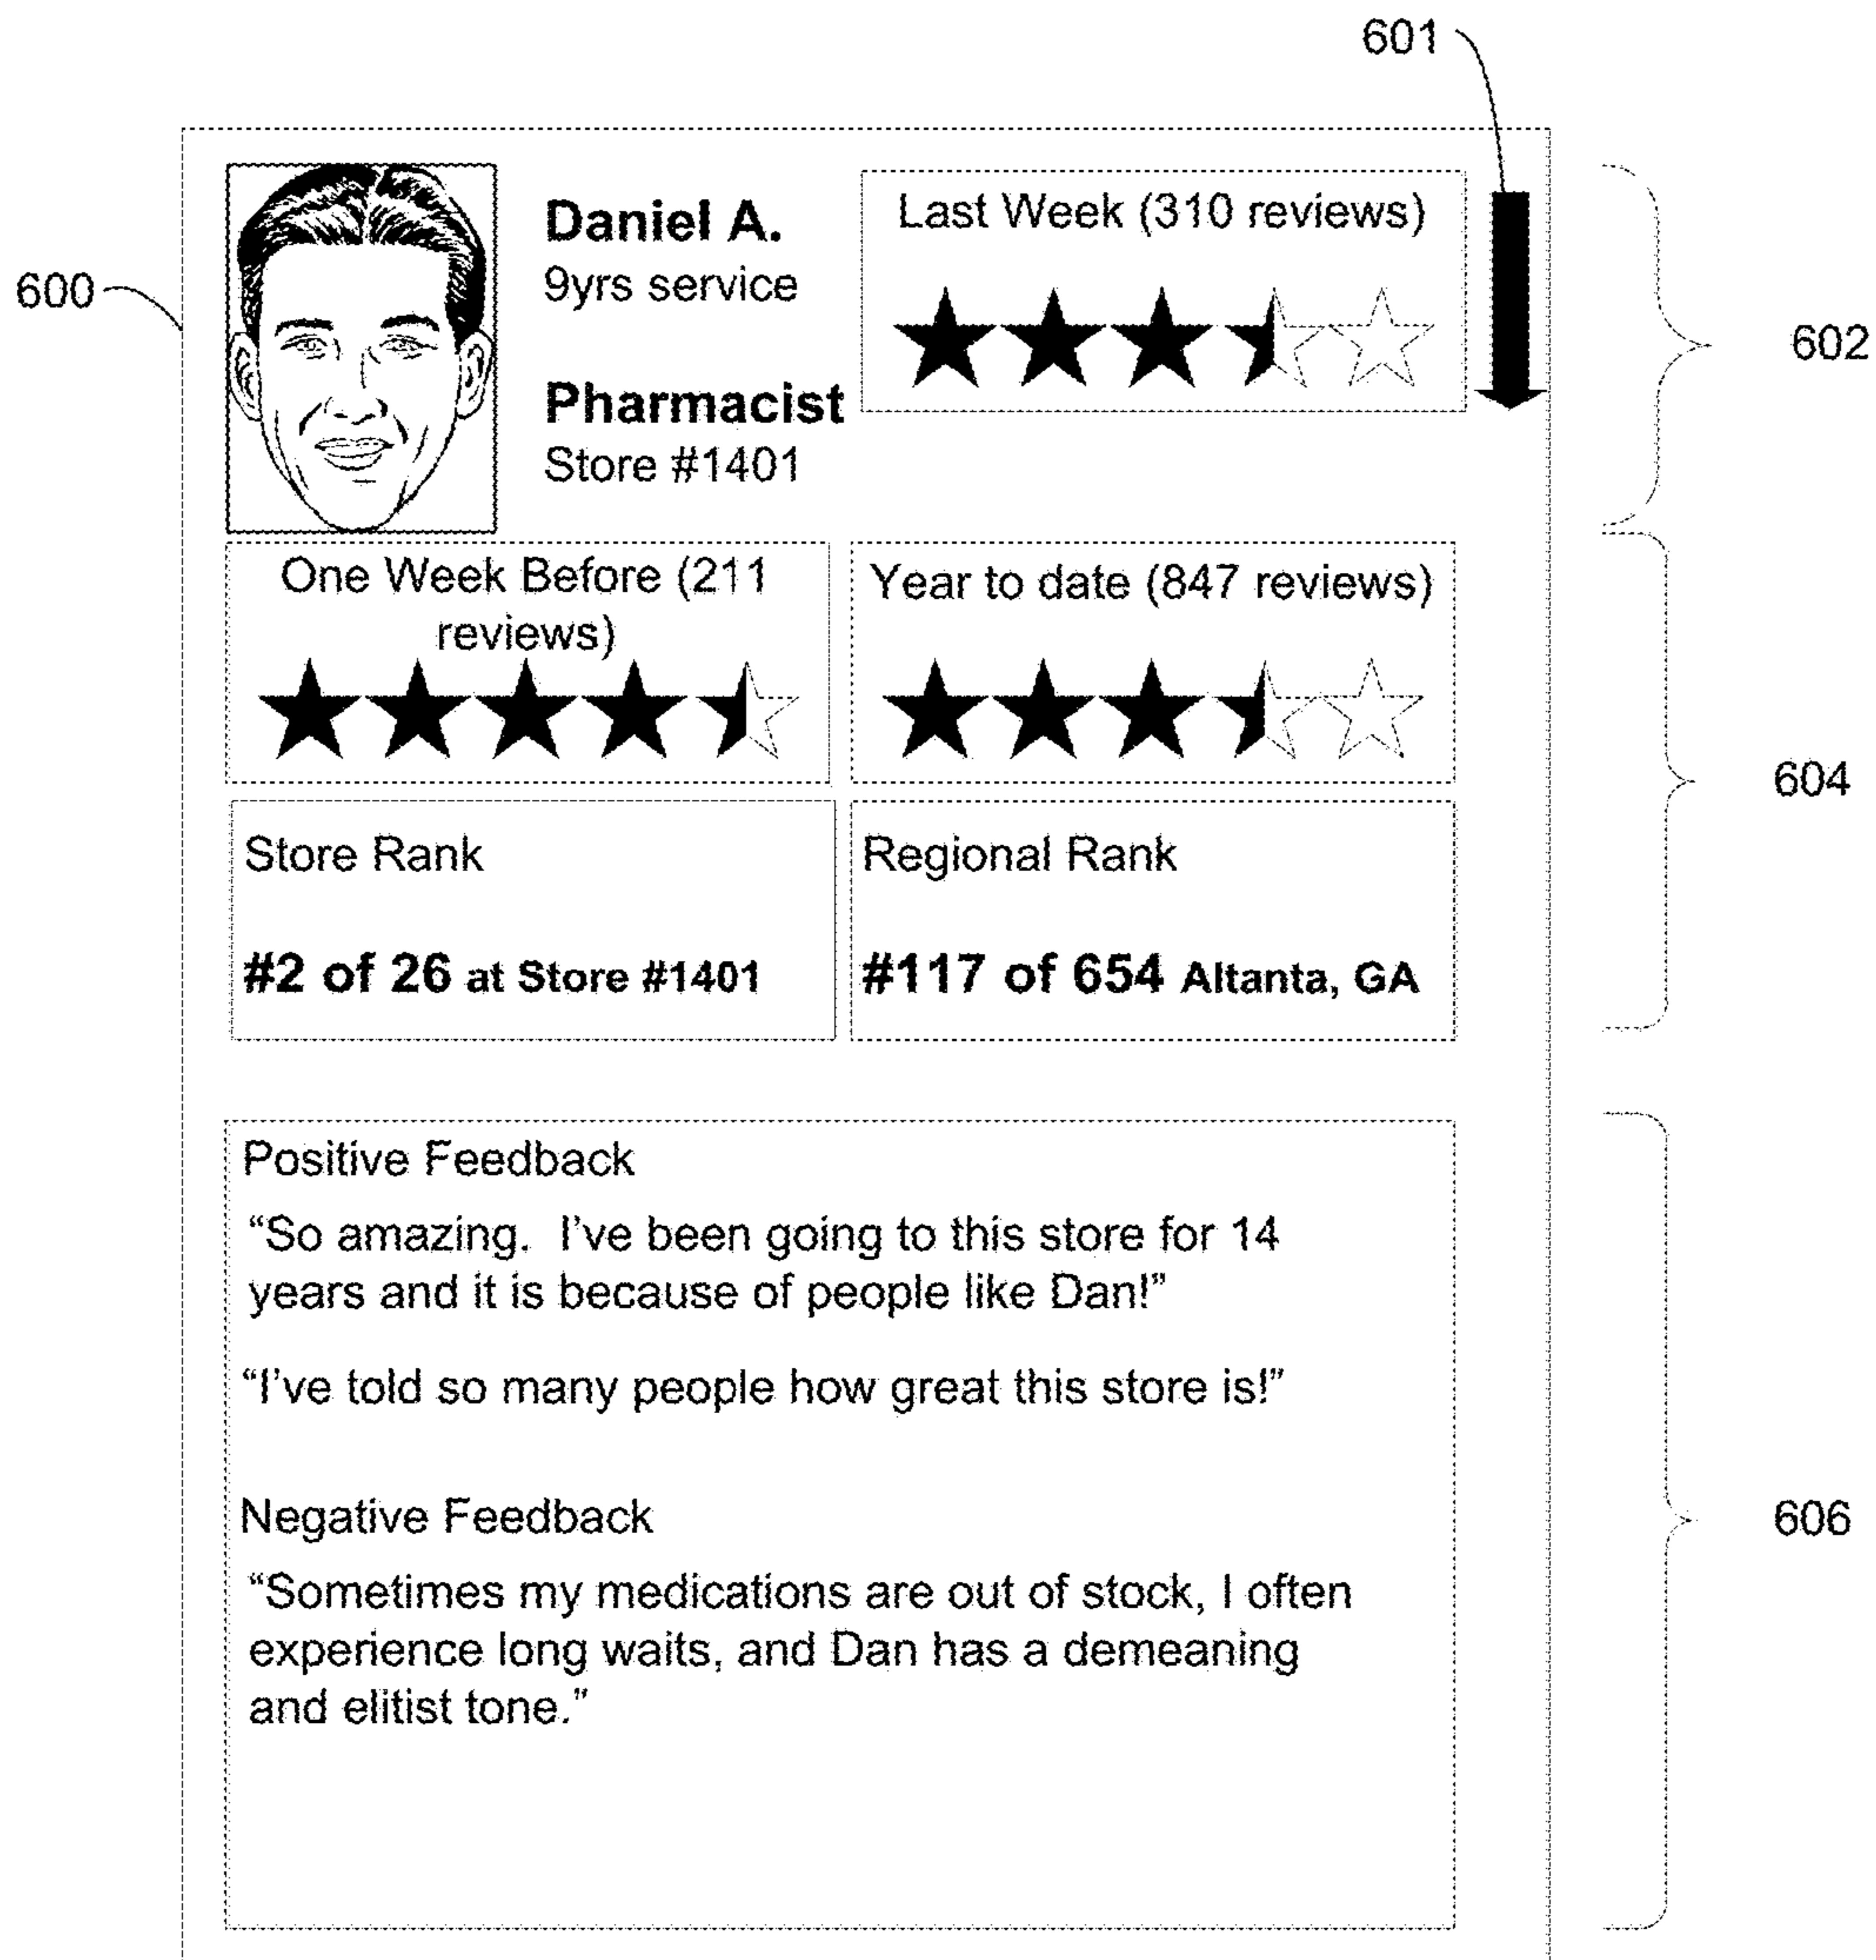 601
600
Daniel A.
9yrs service
Pharmacist
Store #1401
Last Week (310 reviews)
602
One Week Before (211
reviews)
Year to date (847 reviews)
604
Store Rank
#2 of 26 at Store #1401
Regional Rank
#117 of 654 Altanta, GA
Positive Feedback
“So amazing.  I’ve been going to this store for 14
years and it is because of people like Dan!”
“I’ve told so many people how great this store is!”
Negative Feedback
“Sometimes my medications are out of stock, I often
experience long waits, and Dan has a demeaning
and elitist tone.”
606